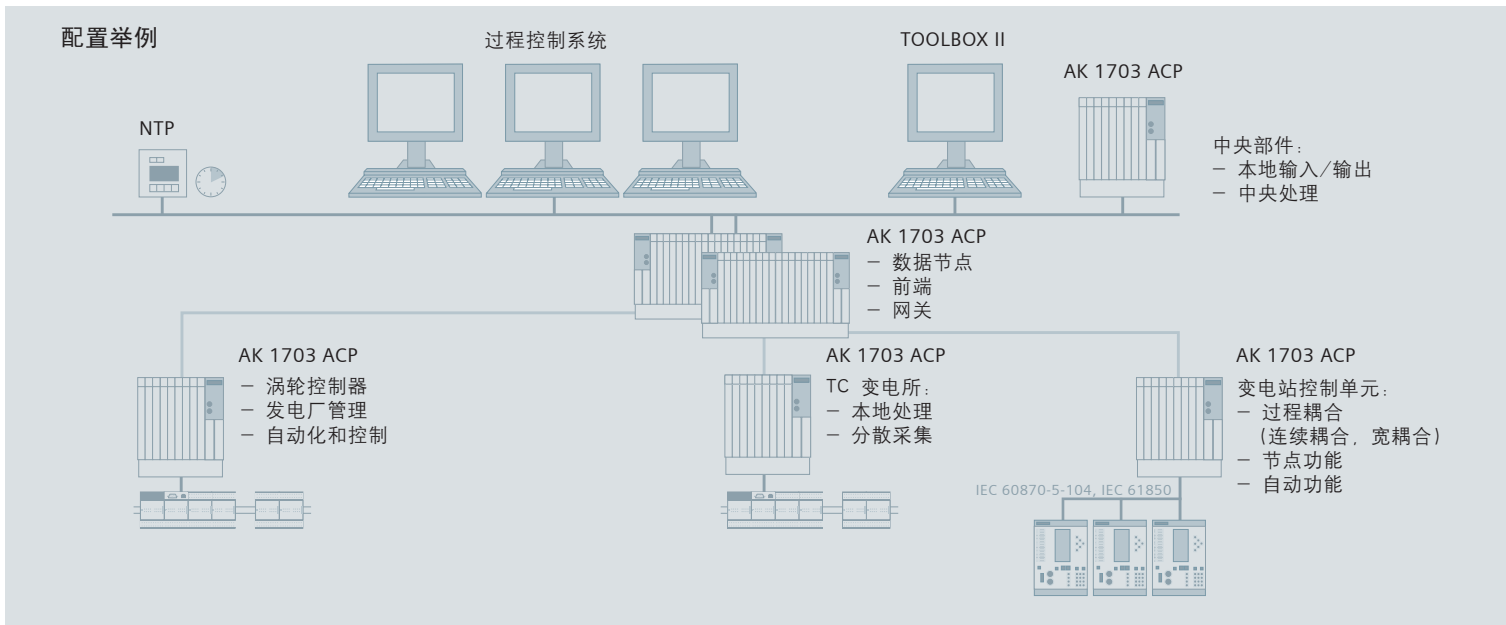 配置举例
过程控制系统
TOOLBOX II
AK 1703 ACP
NTP
中央部件:
— 本地输入/输出
— 中央处理
AK 1703 ACP
— 数据节点
— 前端
— 网关
AK 1703 ACP
— 涡轮控制器
— 发电厂管理
— 自动化和控制
AK 1703 ACP
TC 变电所:
— 本地处理
— 分散采集
AK 1703 ACP
变电站控制单元:
— 过程耦合
(连续耦合, 宽耦合)
— 节点功能
— 自动功能
IEC 60870-5-104, IEC 61850